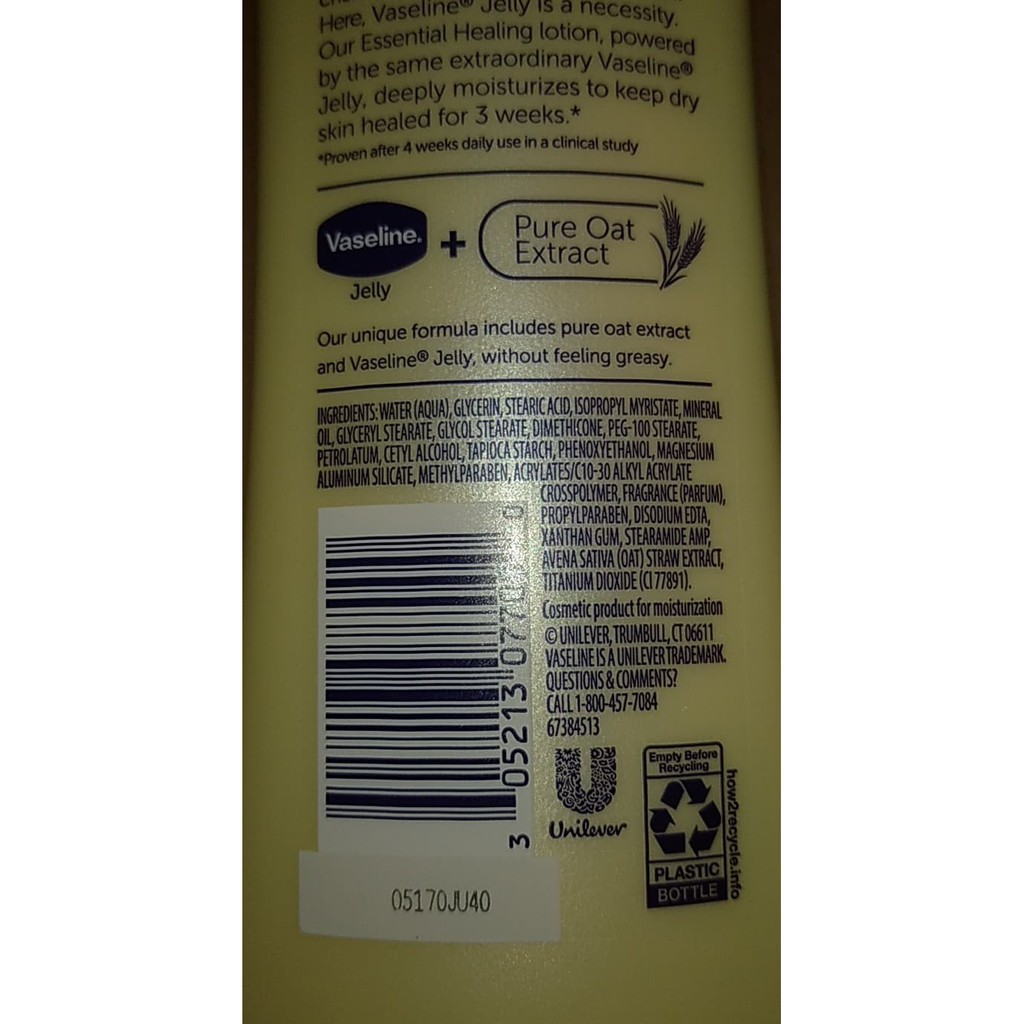 Here, Vaseline® Jelly is a necessity.
Our Essential Healing lotion, powered
by the same extraordinary Vaseline®
Jelly, deeply moisturizes to keep dry
skin healed for 3 weeks.*
*Proven after 4 weeks daily use in a clinical study
Vaseline.
Jelly
+
Pure Oat
Extract
Our unique formula includes pure oat extract
and Vaseline® Jelly, without feeling greasy.
INGREDIENTS: WATER (AQUA), GLYCERIN, STEARIC ACID, ISOPROPYL MYRISTATE, MINERAL
OIL, GLYCERYL STEARATE, GLYCOL STEARATE, DIMETHICONE, PEG-100 STEARATE,
PETROLATUM, CETYL ALCOHOL, TAPIOCA STARCH, PHENOXYETHANOL, MAGNESIUM
ALUMINUM SILICATE, METHYLPARABEN, ACRYLATES/C10-30 ALKYL ACRYLATE
CROSSPOLYMER, FRAGRANCE (PARFUM),
PROPYLPARABEN, DISODIUM EDTA,
XANTHAN GUM, STEARAMIDE AMP,
AVENA SATIVA (OAT) STRAW EXTRACT,
TITANIUM DIOXIDE (CI 77891).
Cosmetic product for moisturization
© UNILEVER, TRUMBULL, CT 06611
VASELINE IS A UNILEVER TRADEMARK.
QUESTIONS & COMMENTS?
CALL 1-800-457-7084
67384513
3 05213
Unilever
Empty Before
Recycling
PLASTIC
BOTTLE
how2recycle.info
05170JU40